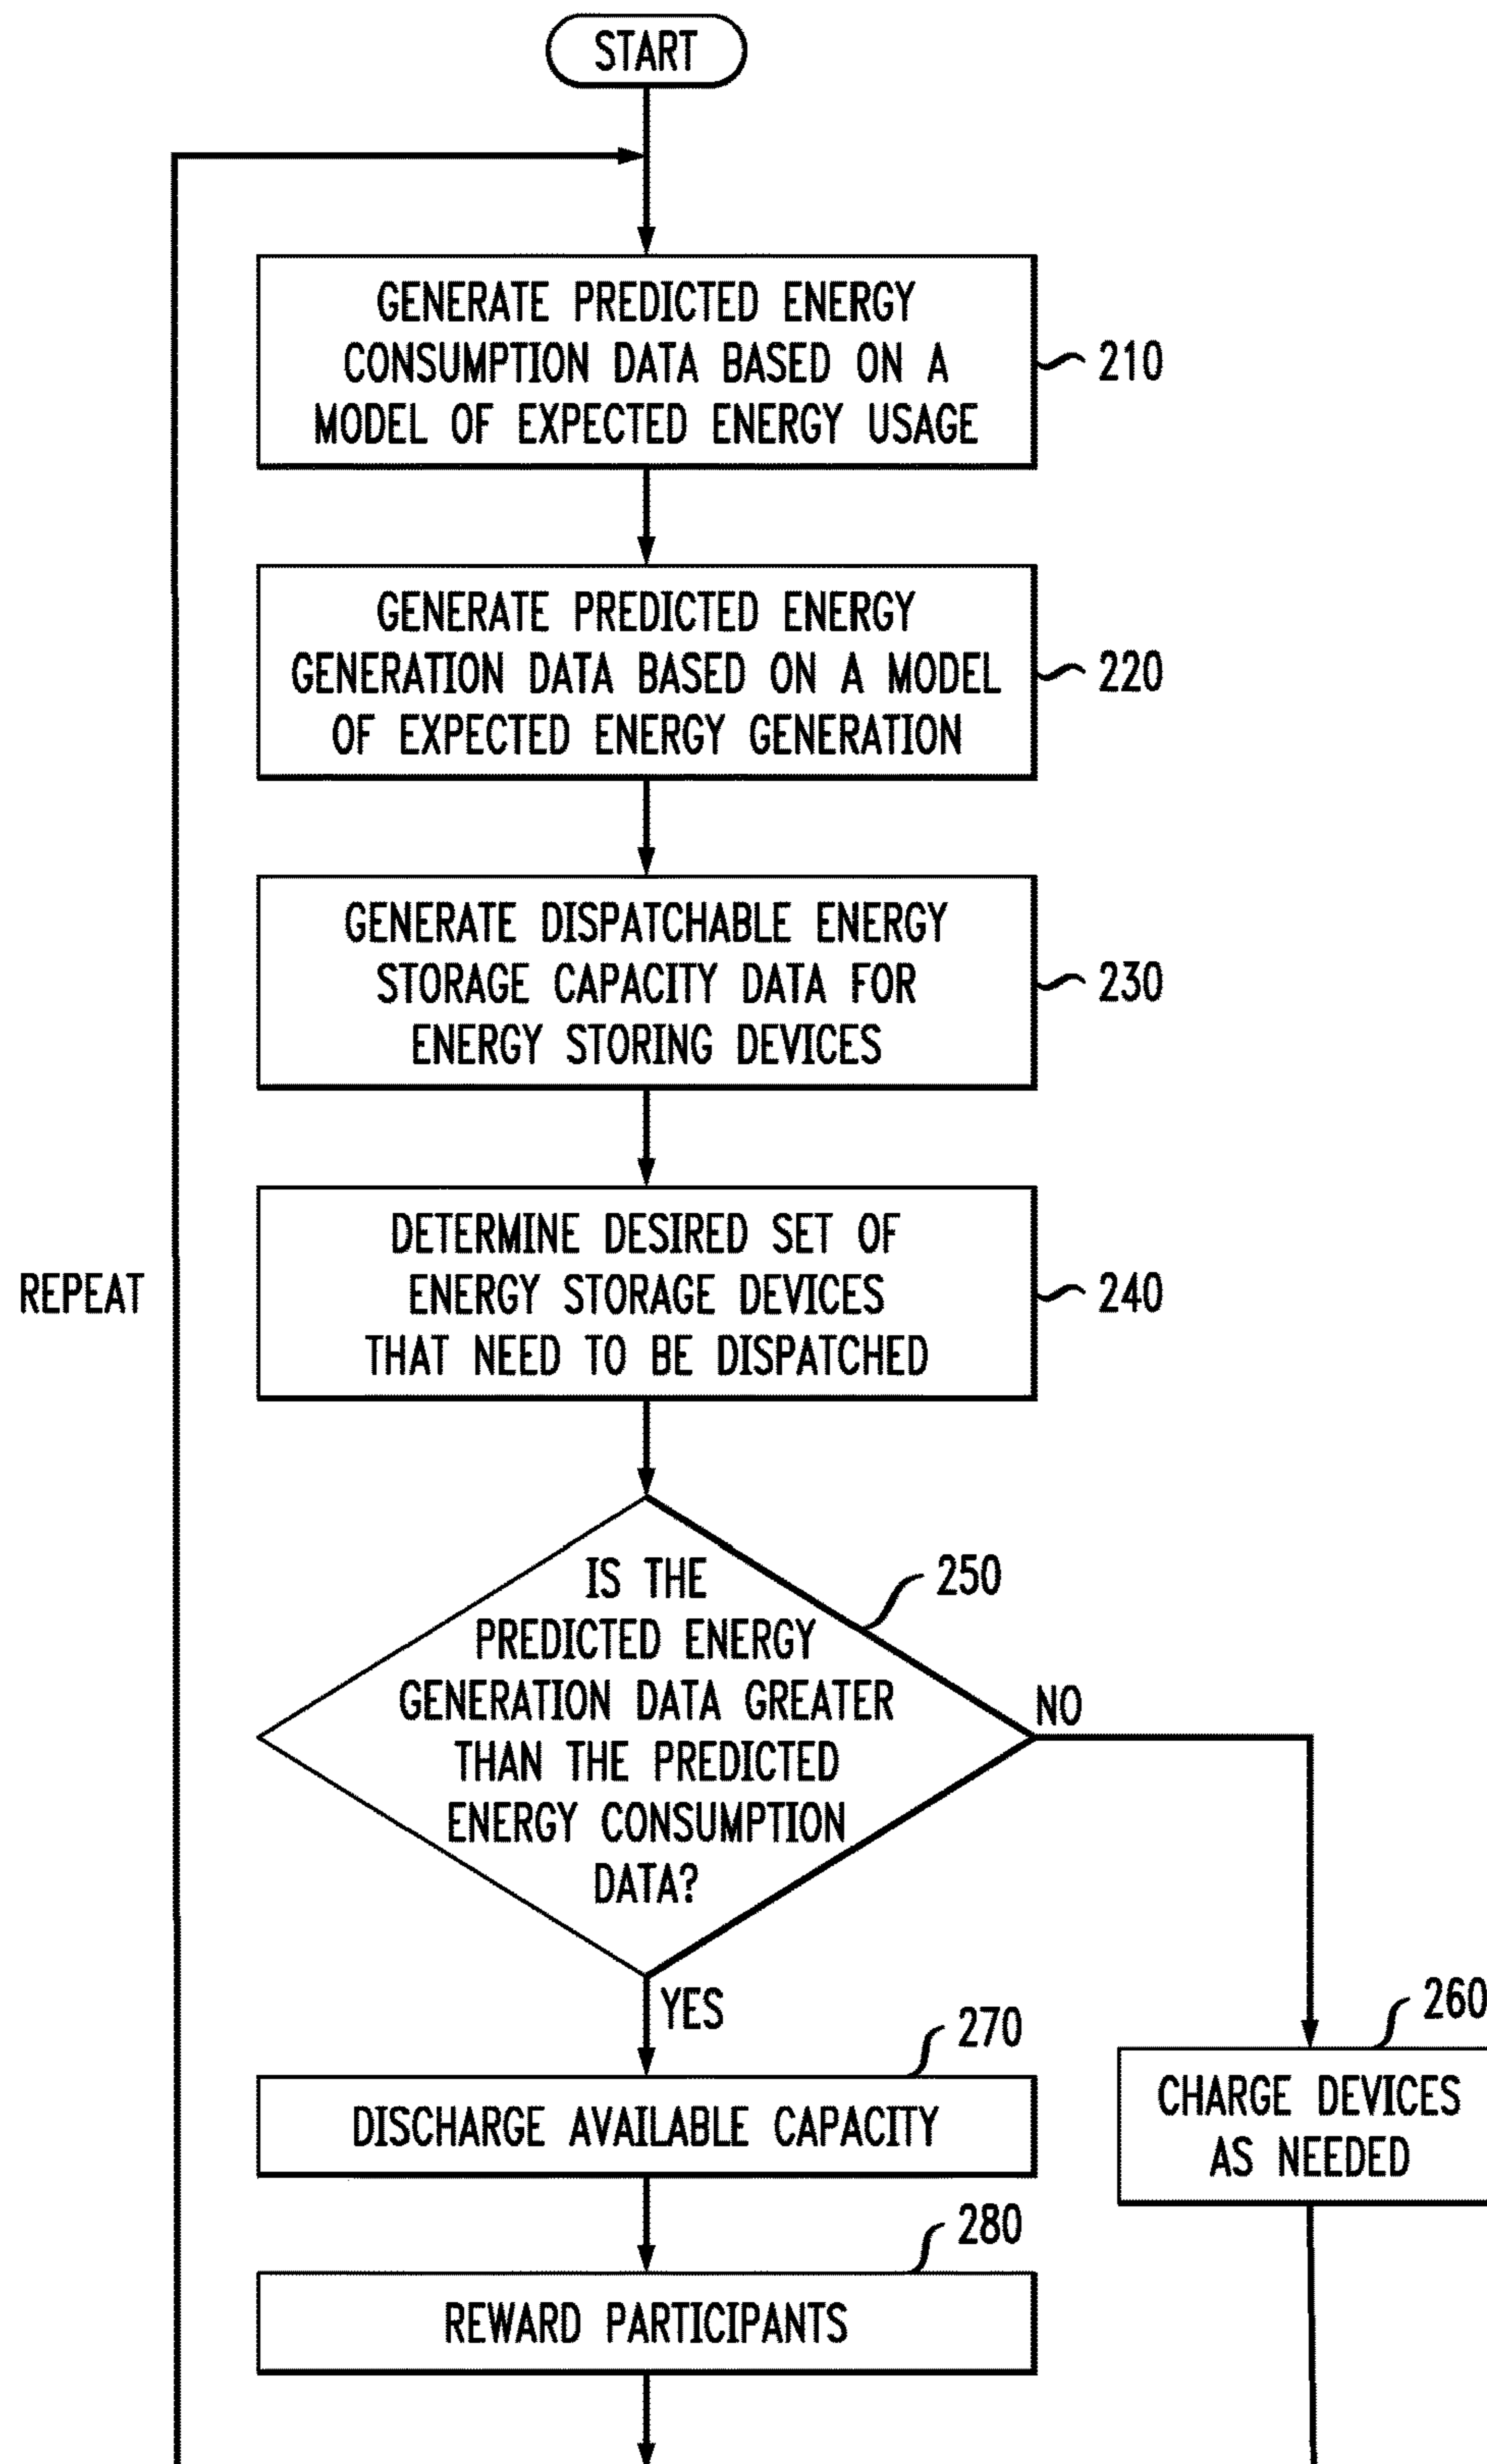 START
GENERATE PREDICTED ENERGY
CONSUMPTION DATA BASED ON A
MODEL OF EXPECTED ENERGY USAGE
210
GENERATE PREDICTED ENERGY
GENERATION DATA BASED ON A MODEL
OF EXPECTED ENERGY GENERATION
220
GENERATE DISPATCHABLE ENERGY
STORAGE CAPACITY DATA FOR
ENERGY STORING DEVICES
230
DETERMINE DESIRED SET OF
ENERGY STORAGE DEVICES
THAT NEED TO BE DISPATCHED
240
REPEAT
IS THE
PREDICTED ENERGY
GENERATION DATA GREATER
THAN THE PREDICTED
ENERGY CONSUMPTION
DATA?
250
NO
YES
260
CHARGE DEVICES
AS NEEDED
270
DISCHARGE AVAILABLE CAPACITY
280
REWARD PARTICIPANTS